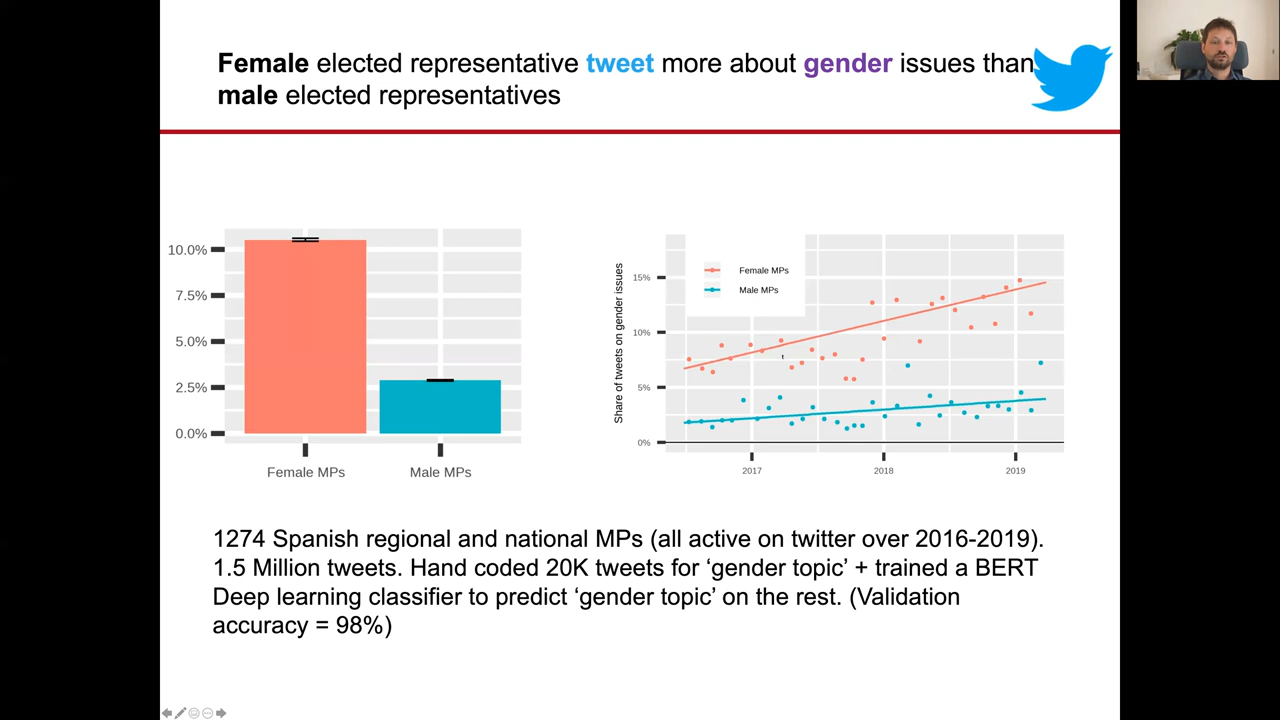 Female elected representative tweet more about gender issues than
male elected representatives
10.0%
7.5%
5.0%
2.5%
0.0%
Female MPs
Male MPs
Share of tweets on gender issues
15%
10%
5%
0%
Female MPs
Male MPs
2017
2018
2019
1274 Spanish regional and national MPs (all active on twitter over 2016-2019).
1.5 Million tweets. Hand coded 20K tweets for ‘gender topic’ + trained a BERT
Deep learning classifier to predict ‘gender topic’ on the rest. (Validation
accuracy = 98%)